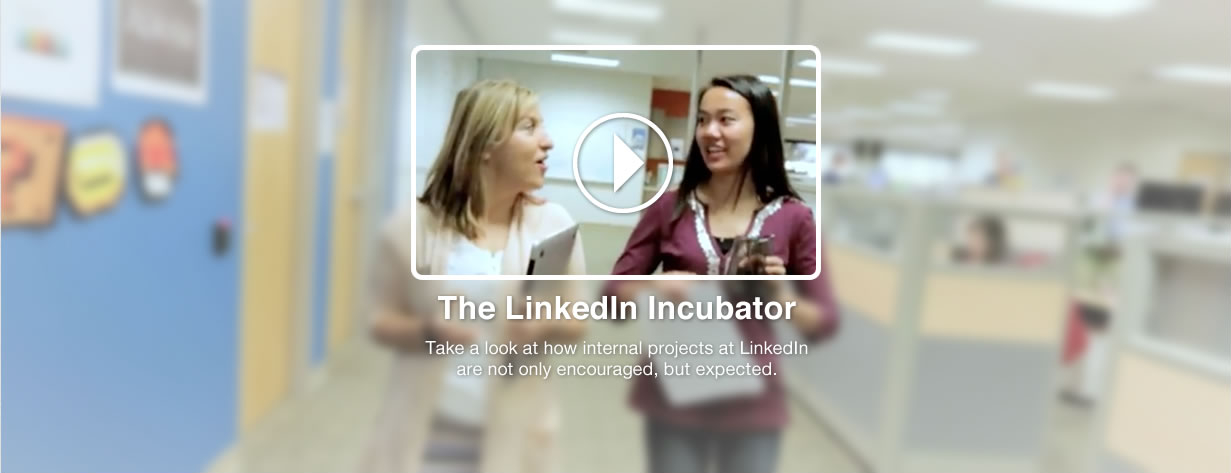 The LinkedIn Incubator
Take a look at how internal projects at LinkedIn
are not only encouraged, but expected.